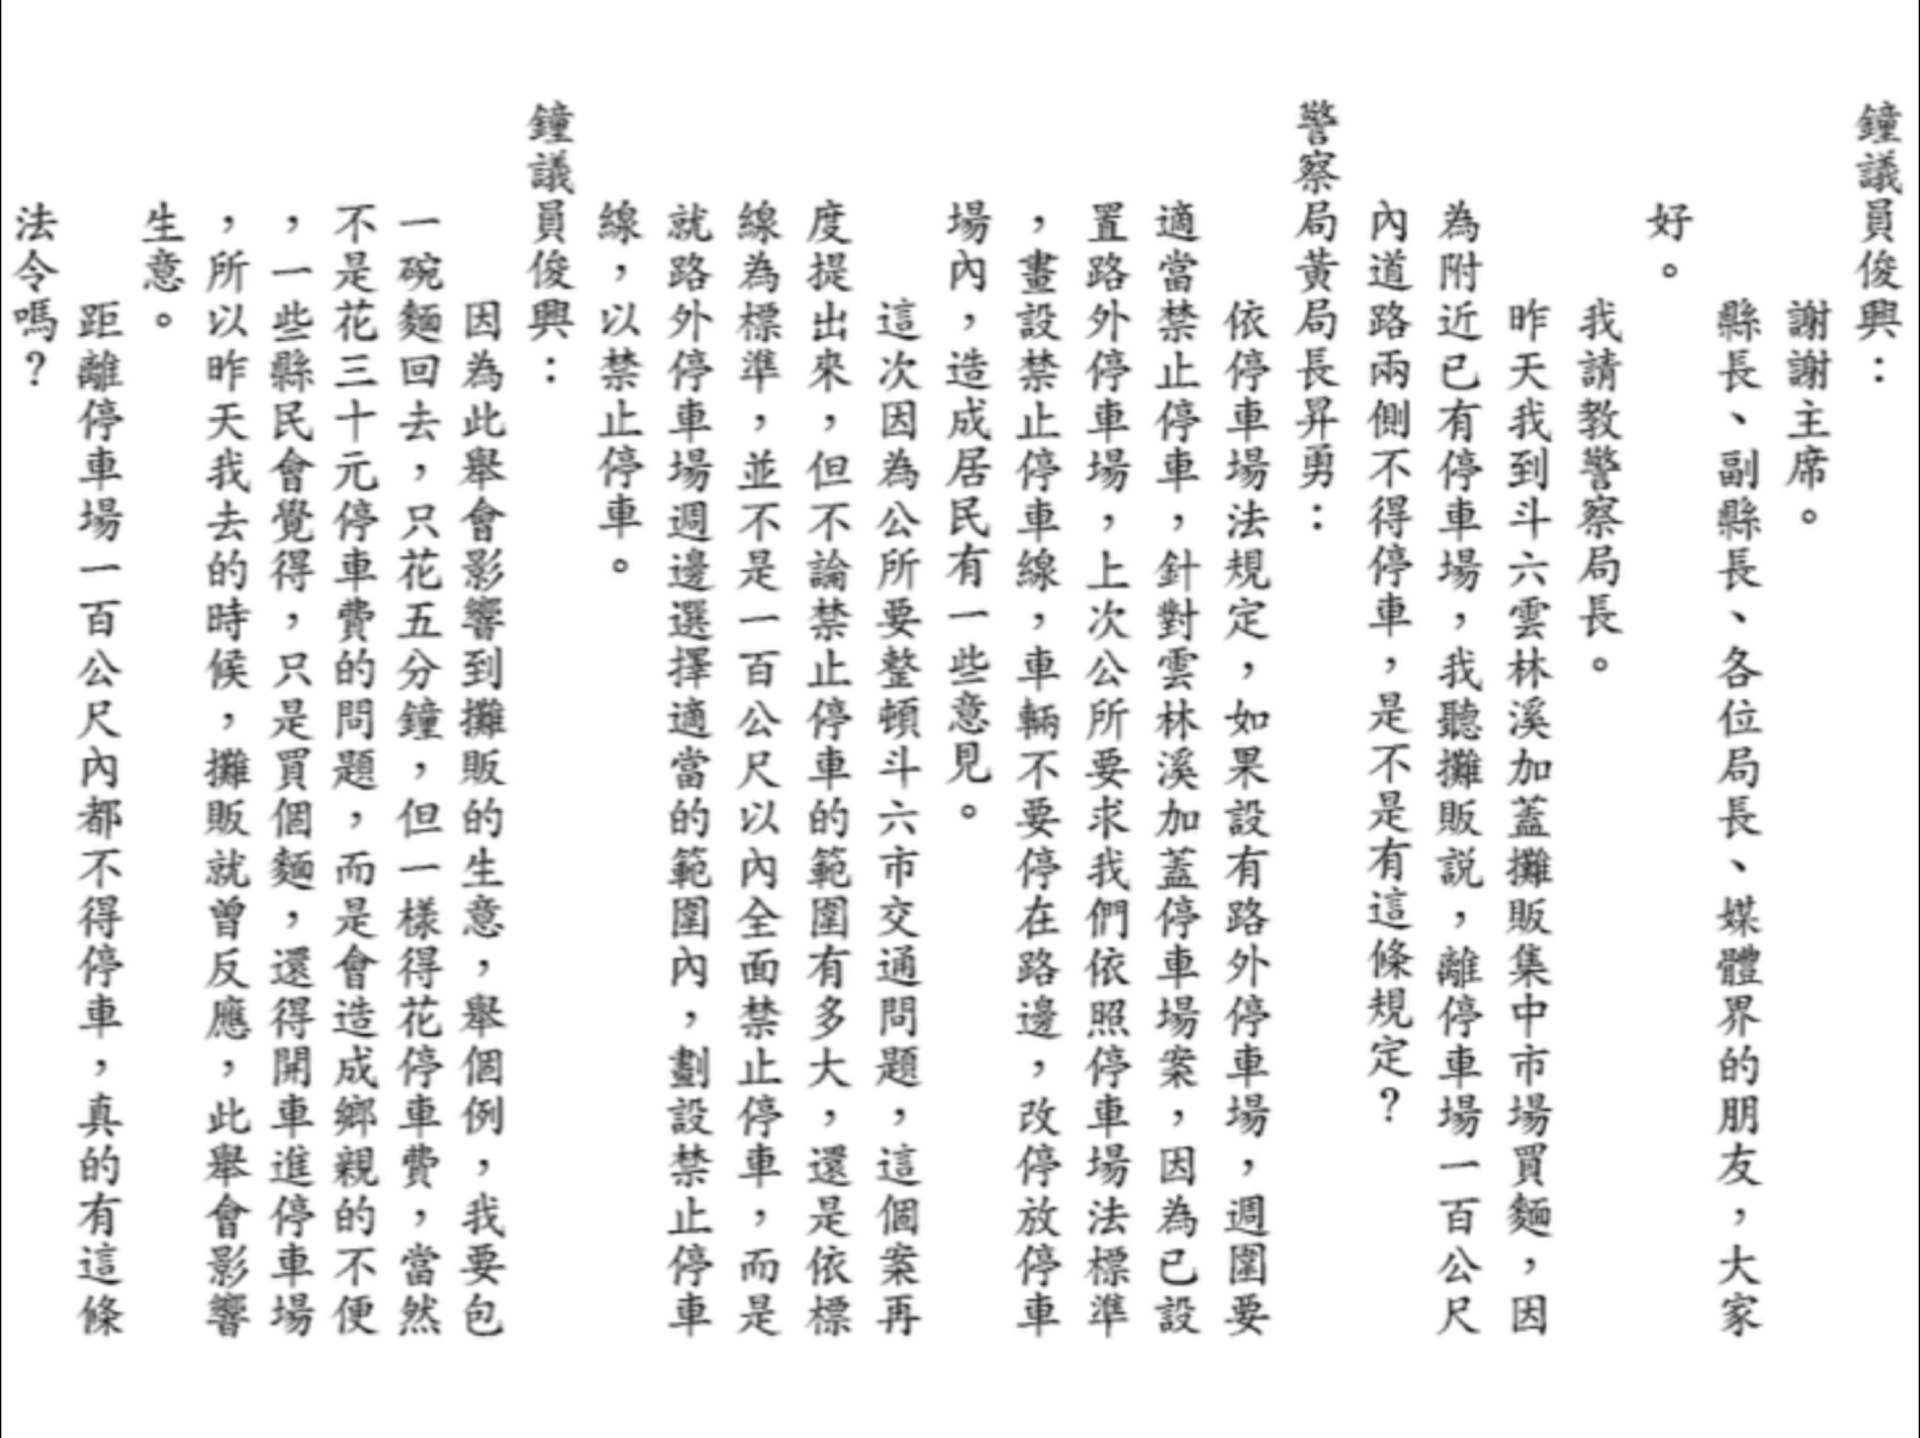 鐘議員俊興：
謝謝主席。
縣長、副縣長、各位局長、媒體界的朋友，大家
好。
我請教警察局長。
昨天我到斗六雲林溪加蓋攤販集中市場買麵，因
為附近已有停車場，我聽攤販説，離停車場一百公尺
內道路兩側不得停車，是不是有這條規定？
警察局黃局長昇勇：
依停車場法規定，如果設有路外停車場，週圍要
適當禁止停車，針對雲林溪加蓋停車場案，因為已設
置路外停車場，上次公所要求我們依照停車場法標準
，畫設禁止停車線，車輛不要停在路邊，改停放停車
場內，造成居民有一些意見。
這次因為公所要整頓斗六市交通問題，這個案再
度提出來，但不論禁止停車的範圍有多大，還是依標
線為標準，並不是一百公尺以內全面禁止停車，而是
就路外停車場週邊選擇適當的範圍內，劃設禁止停車
線，以禁止停車。
鐘議員俊興：
因為此舉會影響到攤販的生意，舉個例，我要包
一碗麵回去，只花五分鐘，但一樣得花停車費，當然
不是花三十元停車費的問題，而是會造成鄉親的不便
，一些縣民會覺得，只是買個麵，還得開車進停車場
，所以昨天我去的時候，攤販就曾反應，此舉會影響
生意。
距離停車場一百公尺內都不得停車，真的有這條
法令嗎？